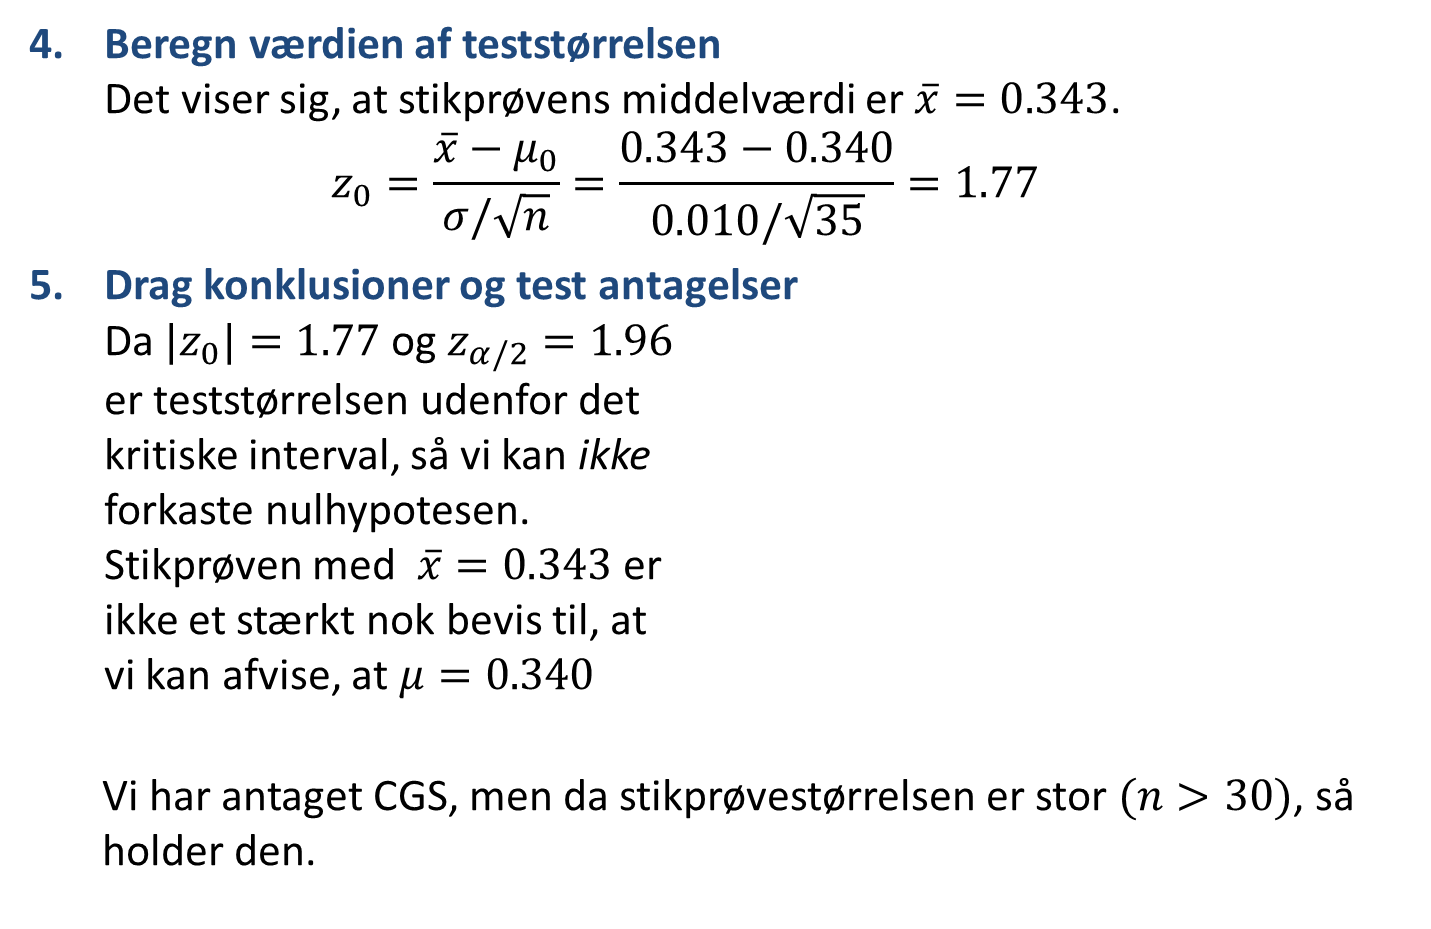 4. Beregn værdien af teststørrelsen
Det viser sig, at stikprøvens middelværdi er x̄ = 0.343.
z₀ = (x̄ − μ₀)/(σ/√n) = (0.343 − 0.340)/(0.010/√35) = 1.77
5. Drag konklusioner og test antagelser
Da |z₀| = 1.77 og z_{α/2} = 1.96
er teststørrelsen udenfor det
kritiske interval, så vi kan ikke
forkaste nulhypotesen.
Stikprøven med x̄ = 0.343 er
ikke et stærkt nok bevis til, at
vi kan afvise, at μ = 0.340
Vi har antaget CGS, men da stikprøvestørrelsen er stor (n > 30), så
holder den.